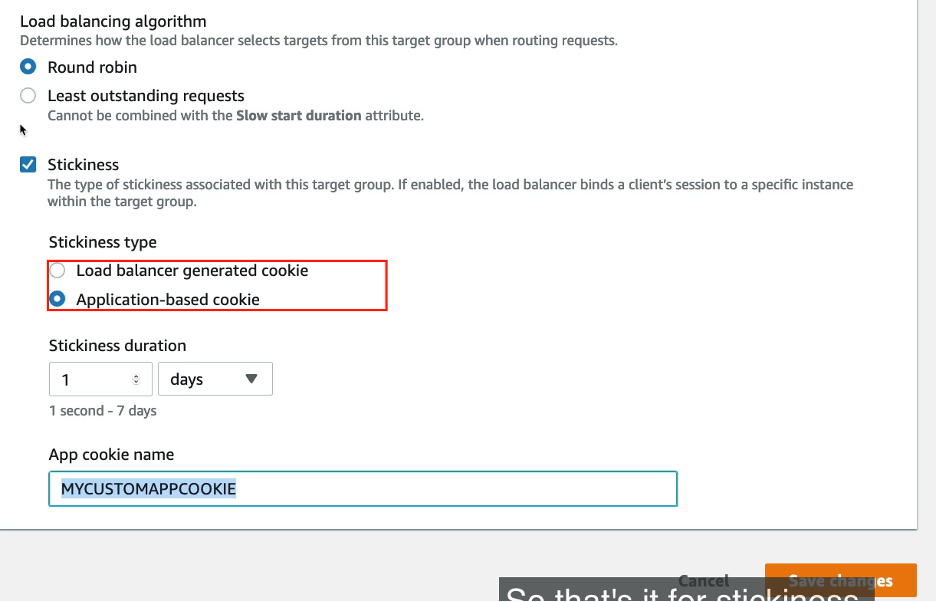 Load balancing algorithm
Determines how the load balancer selects targets from this target group when routing requests.
Round robin
Least outstanding requests
Cannot be combined with the Slow start duration attribute.
Stickiness
The type of stickiness associated with this target group. If enabled, the load balancer binds a client's session to a specific instance
within the target group.
Stickiness type
Load balancer generated cookie
Application-based cookie
Stickiness duration
1 days
1 second - 7 days
App cookie name
MYCUSTOMAPPCOOKIE
Cancel Save changes
So that's it for stickiness